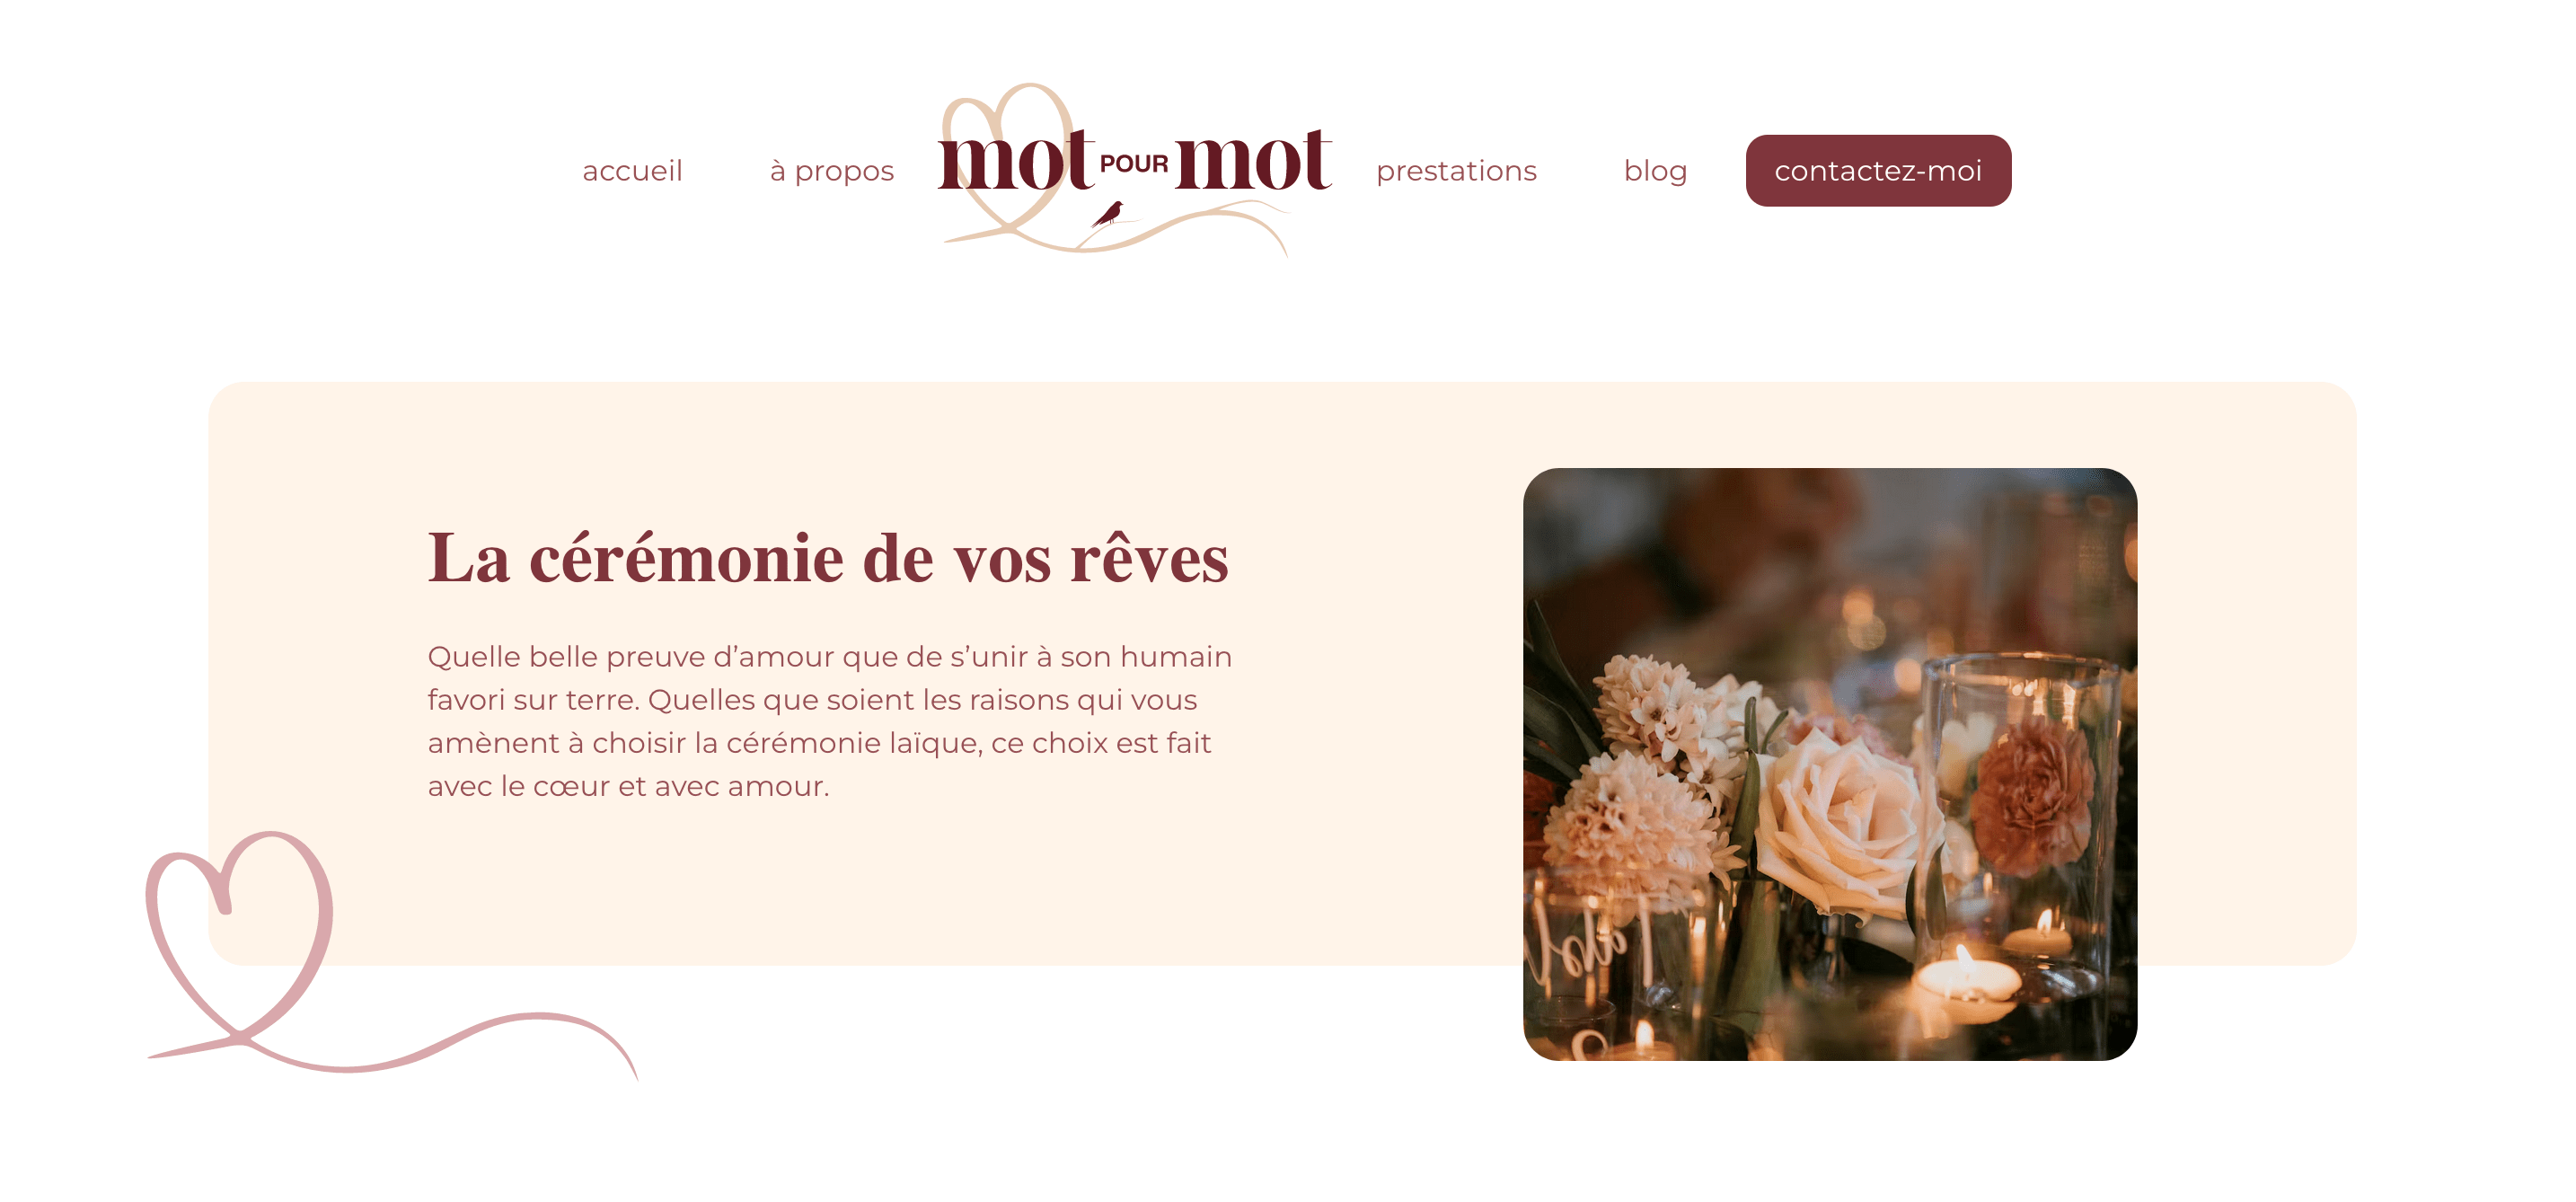 accueil
à propos
mot POUR mot
prestations
blog
contactez-moi
La cérémonie de vos rêves
Quelle belle preuve d’amour que de s’unir à son humain
favori sur terre. Quelles que soient les raisons qui vous
amènent à choisir la cérémonie laïque, ce choix est fait
avec le cœur et avec amour.